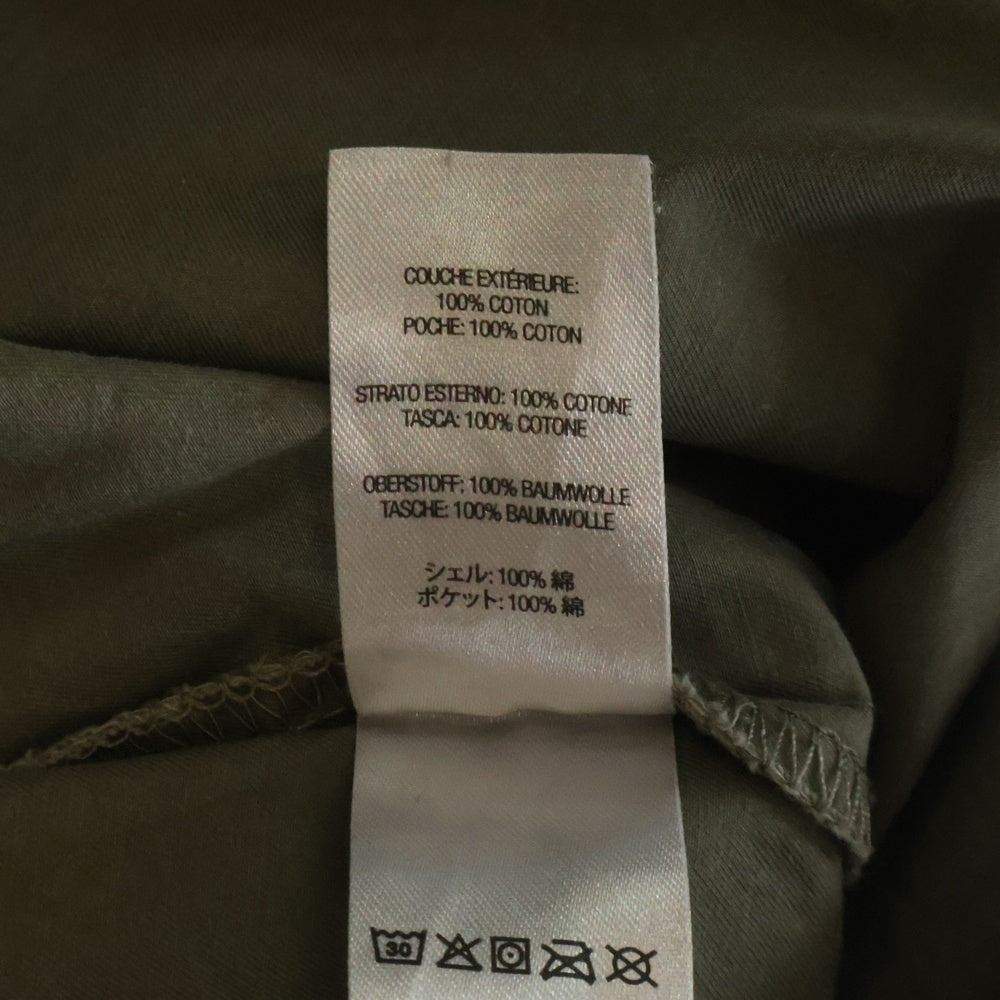 COUCHE EXTÉRIEURE:
100% COTON
POCHE: 100% COTON
STRATO ESTERNO: 100% COTONE
TASCA: 100% COTONE
OBERSTOFF: 100% BAUMWOLLE
TASCHE: 100% BAUMWOLLE
シェル: 100% 綿
ポケット: 100% 綿
30